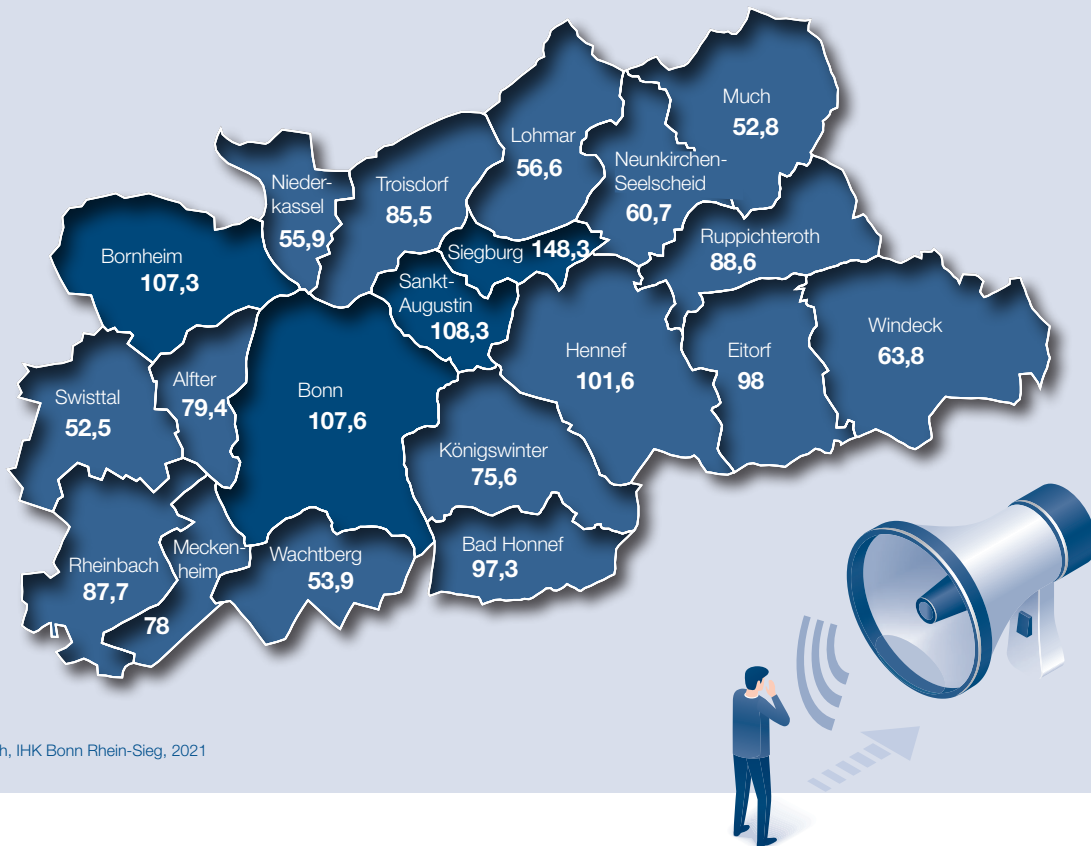 Much
52,8
Lohmar
56,6
Neunkirchen-
Seelscheid
60,7
Nieder-
kassel
55,9
Troisdorf
85,5
Ruppichteroth
88,6
Siegburg 148,3
Bornheim
107,3
Sankt-
Augustin
108,3
Windeck
63,8
Hennef
101,6
Eitorf
98
Alfter
79,4
Swisttal
52,5
Bonn
107,6
Königswinter
75,6
Rheinbach
87,7
Mecken-
heim
78
Wachtberg
53,9
Bad Honnef
97,3
h, IHK Bonn Rhein-Sieg, 2021